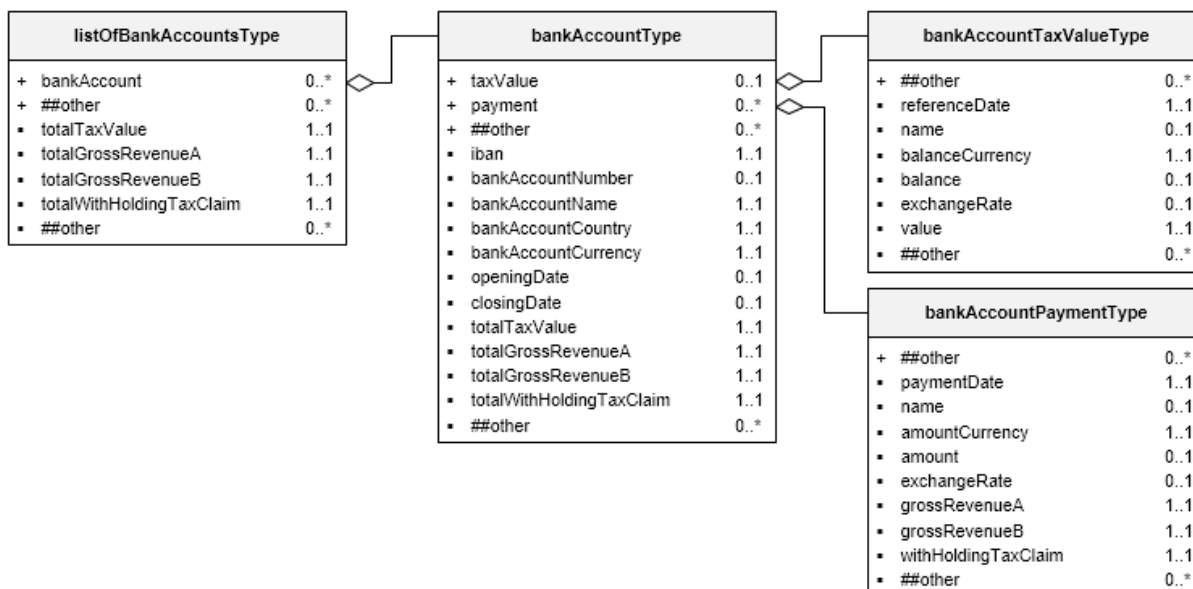 listOfBankAccountsType
+ bankAccount 0..*
+ ##other 0..*
▪ totalTaxValue 1..1
▪ totalGrossRevenueA 1..1
▪ totalGrossRevenueB 1..1
▪ totalWithHoldingTaxClaim 1..1
▪ ##other 0..*
bankAccountType
+ taxValue 0..1
+ payment 0..*
+ ##other 0..*
▪ iban 1..1
▪ bankAccountNumber 0..1
▪ bankAccountName 1..1
▪ bankAccountCountry 1..1
▪ bankAccountCurrency 1..1
▪ openingDate 0..1
▪ closingDate 0..1
▪ totalTaxValue 1..1
▪ totalGrossRevenueA 1..1
▪ totalGrossRevenueB 1..1
▪ totalWithHoldingTaxClaim 1..1
▪ ##other 0..*
bankAccountTaxValueType
+ ##other 0..*
▪ referenceDate 1..1
▪ name 0..1
▪ balanceCurrency 1..1
▪ balance 0..1
▪ exchangeRate 0..1
▪ value 1..1
▪ ##other 0..*
bankAccountPaymentType
+ ##other 0..*
▪ paymentDate 1..1
▪ name 0..1
▪ amountCurrency 1..1
▪ amount 0..1
▪ exchangeRate 0..1
▪ grossRevenueA 1..1
▪ grossRevenueB 1..1
▪ withHoldingTaxClaim 1..1
▪ ##other 0..*